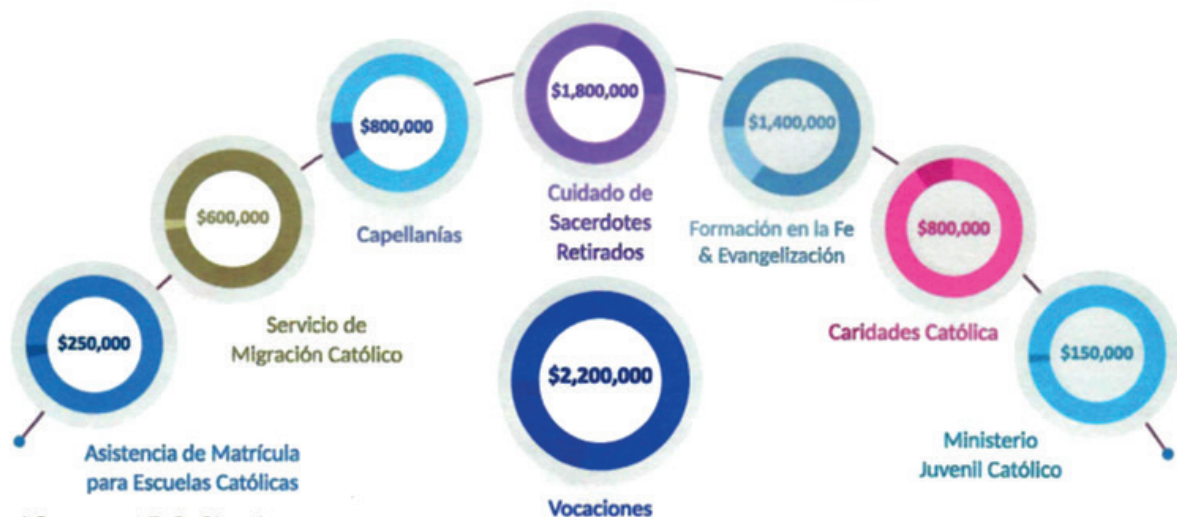 $250,000
Asistencia de Matrícula
para Escuelas Católicas
$600,000
Servicio de
Migración Católico
$800,000
Capellanías
$1,800,000
Cuidado de
Sacerdotes
Retirados
$1,400,000
Formación en la Fe
& Evangelización
$800,000
Caridades Católica
$150,000
Ministerio
Juvenil Católico
$2,200,000
Vocaciones